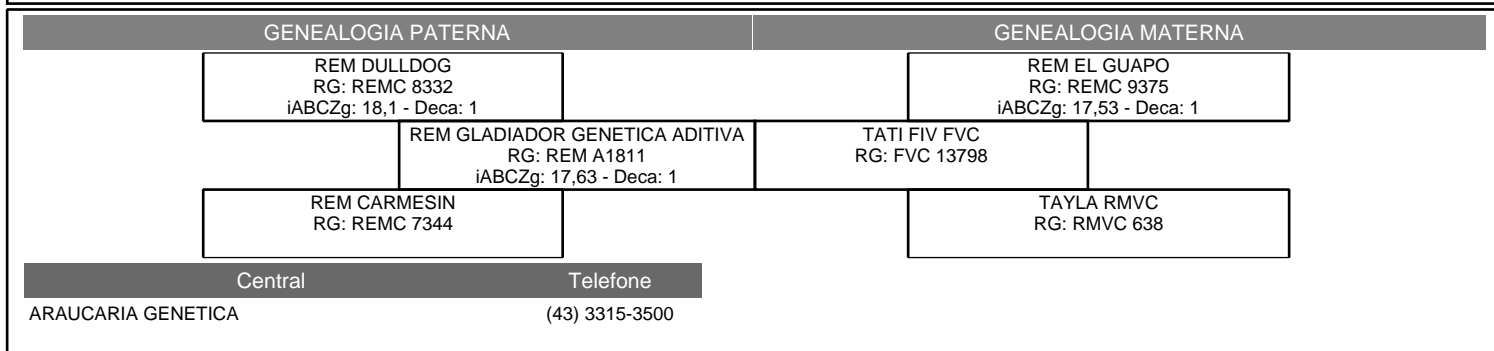 GENEALOGIA PATERNA
GENEALOGIA MATERNA
REM DULLDOG
RG: REMC 8332
iABCZg: 18,1 - Deca: 1
REM EL GUAPO
RG: REMC 9375
iABCZg: 17,53 - Deca: 1
REM GLADIADOR GENETICA ADITIVA
RG: REM A1811
iABCZg: 17,63 - Deca: 1
TATI FIV FVC
RG: FVC 13798
REM CARMESIN
RG: REMC 7344
TAYLA RMVC
RG: RMVC 638
Central Telefone
ARAUCARIA GENETICA (43) 3315-3500